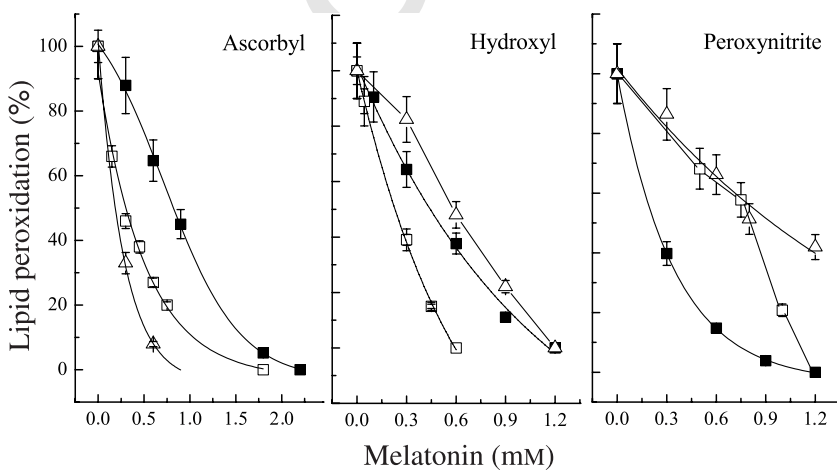 Ascorbyl
Hydroxyl
Peroxynitrite
Lipid peroxidation (%)
100
80
60
40
20
0
0.0 0.5 1.0 1.5 2.0
0.0 0.3 0.6 0.9 1.2
0.0 0.3 0.6 0.9 1.2
Melatonin (mM)